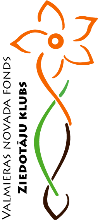 VALMIERAS NOVADA FONDS
ZIEDOTĀJU KLUBS